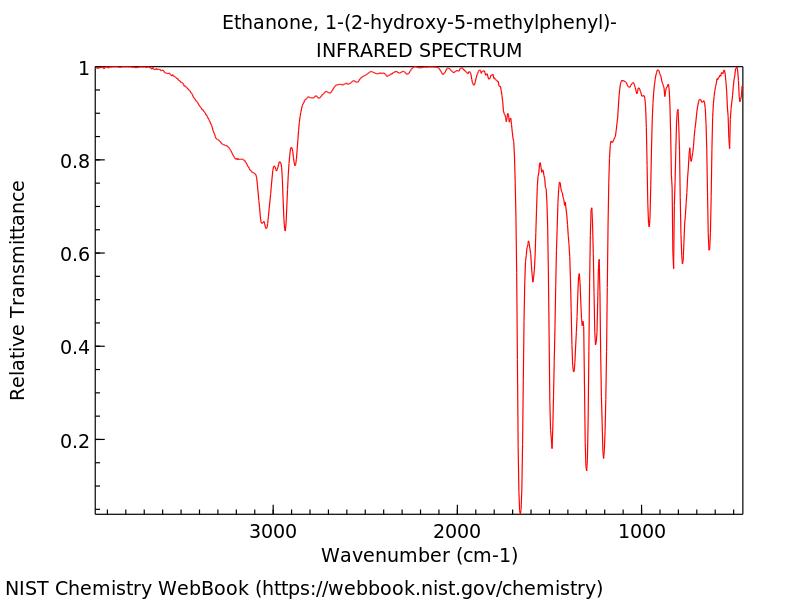 Ethanone, 1-(2-hydroxy-5-methylphenyl)-
INFRARED SPECTRUM
1
0.8
0.6
0.4
0.2
Relative Transmittance
3000 2000 1000
Wavenumber (cm-1)
NIST Chemistry WebBook (https://webbook.nist.gov/chemistry)